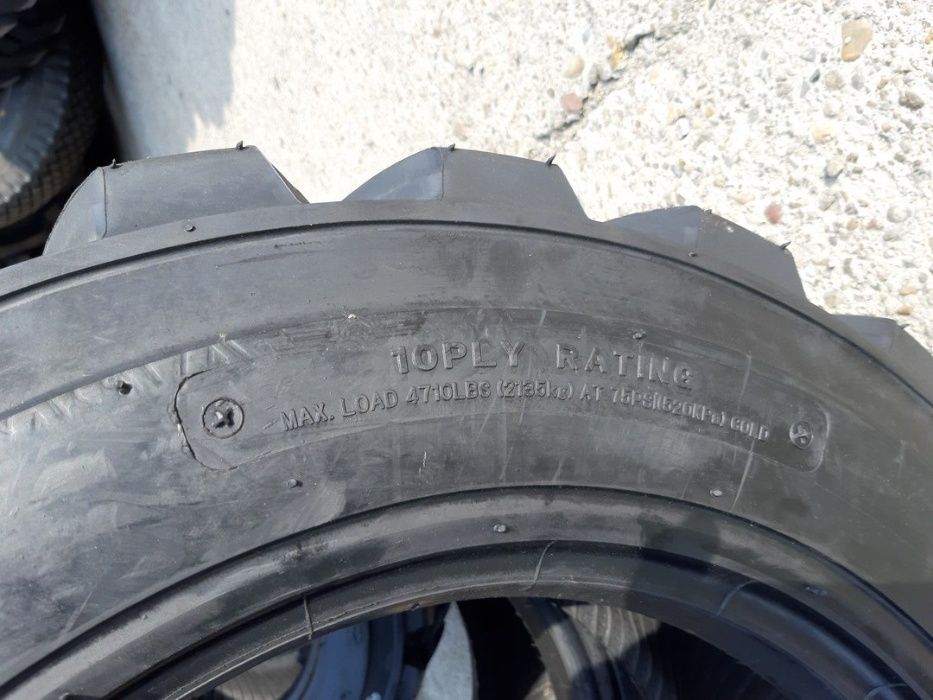 10PLY RATING
MAX. LOAD 4710LBS (2135kg) AT 75PSI(520KPa) COLD